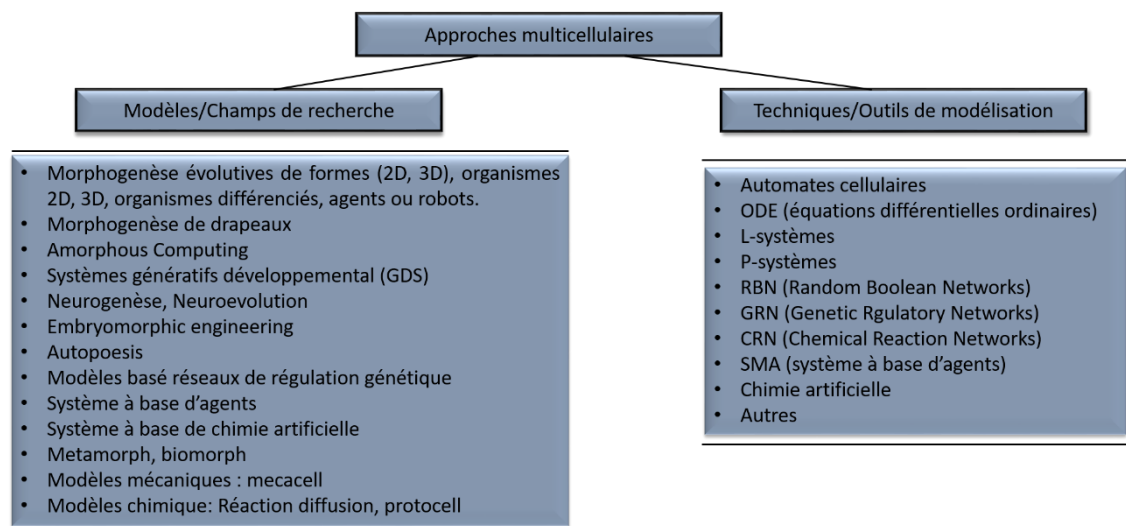 Approches multicellulaires
Modèles/Champs de recherche
• Morphogenèse évolutives de formes (2D, 3D), organismes
2D, 3D, organismes différenciés, agents ou robots.
• Morphogenèse de drapeaux
• Amorphous Computing
• Systèmes génératifs développemental (GDS)
• Neurogenèse, Neuroevolution
• Embryomorphic engineering
• Autopoesis
• Modèles basé réseaux de régulation génétique
• Système à base d’agents
• Système à base de chimie artificielle
• Metamorph, biomorph
• Modèles mécaniques : mecacell
• Modèles chimique: Réaction diffusion, protocell
Techniques/Outils de modélisation
• Automates cellulaires
• ODE (équations différentielles ordinaires)
• L-systèmes
• P-systèmes
• RBN (Random Boolean Networks)
• GRN (Genetic Rgulatory Networks)
• CRN (Chemical Reaction Networks)
• SMA (système à base d’agents)
• Chimie artificielle
• Autres